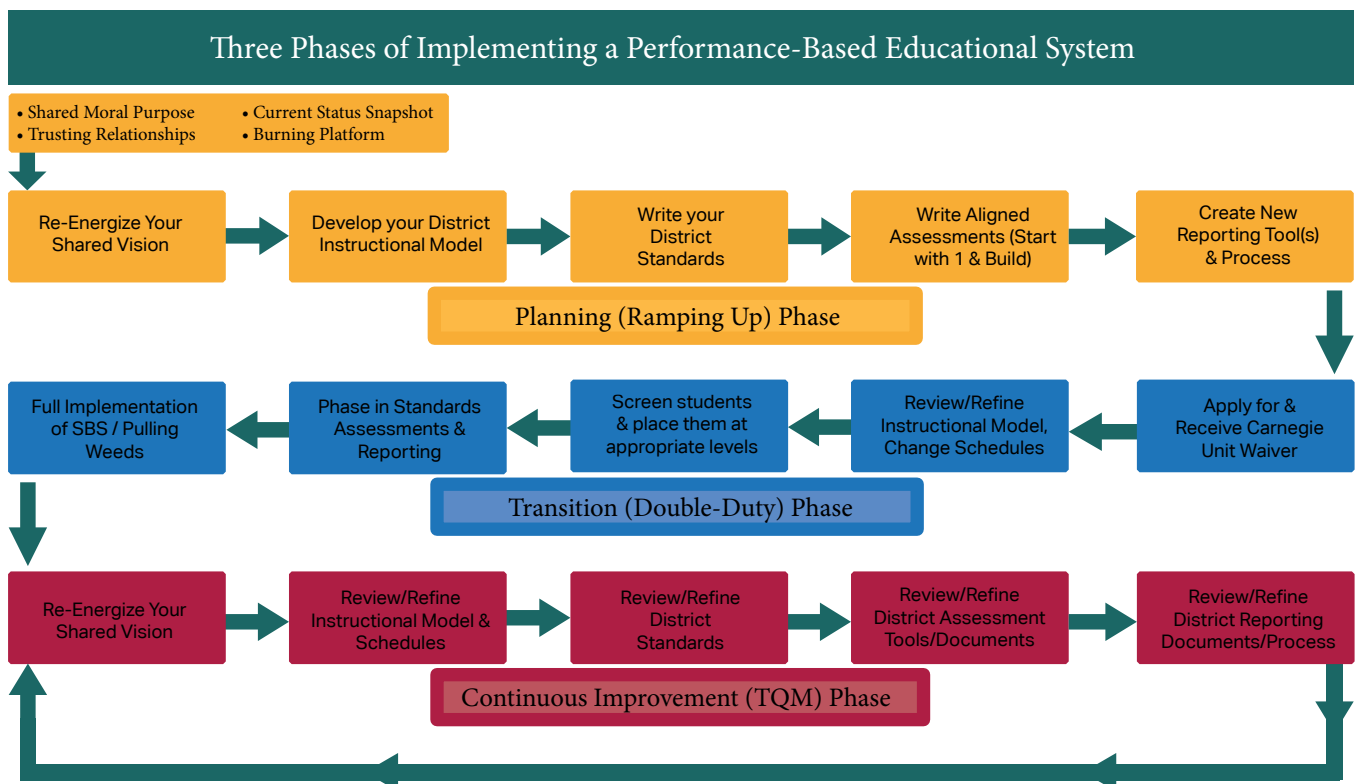 Three Phases of Implementing a Performance-Based Educational System
• Shared Moral Purpose • Current Status Snapshot
• Trusting Relationships • Burning Platform
Re-Energize Your
Shared Vision
Develop your District
Instructional Model
Write your
District
Standards
Write Aligned
Assessments (Start
with 1 & Build)
Create New
Reporting Tool(s)
& Process
Planning (Ramping Up) Phase
Apply for &
Receive Carnegie
Unit Waiver
Review/Refine
Instructional Model,
Change Schedules
Screen students
& place them at
appropriate levels
Phase in Standards
Assessments &
Reporting
Full Implementation
of SBS / Pulling
Weeds
Transition (Double-Duty) Phase
Re-Energize Your
Shared Vision
Review/Refine
Instructional Model &
Schedules
Review/Refine
District
Standards
Review/Refine
District Assessment
Tools/Documents
Review/Refine
District Reporting
Documents/Process
Continuous Improvement (TQM) Phase